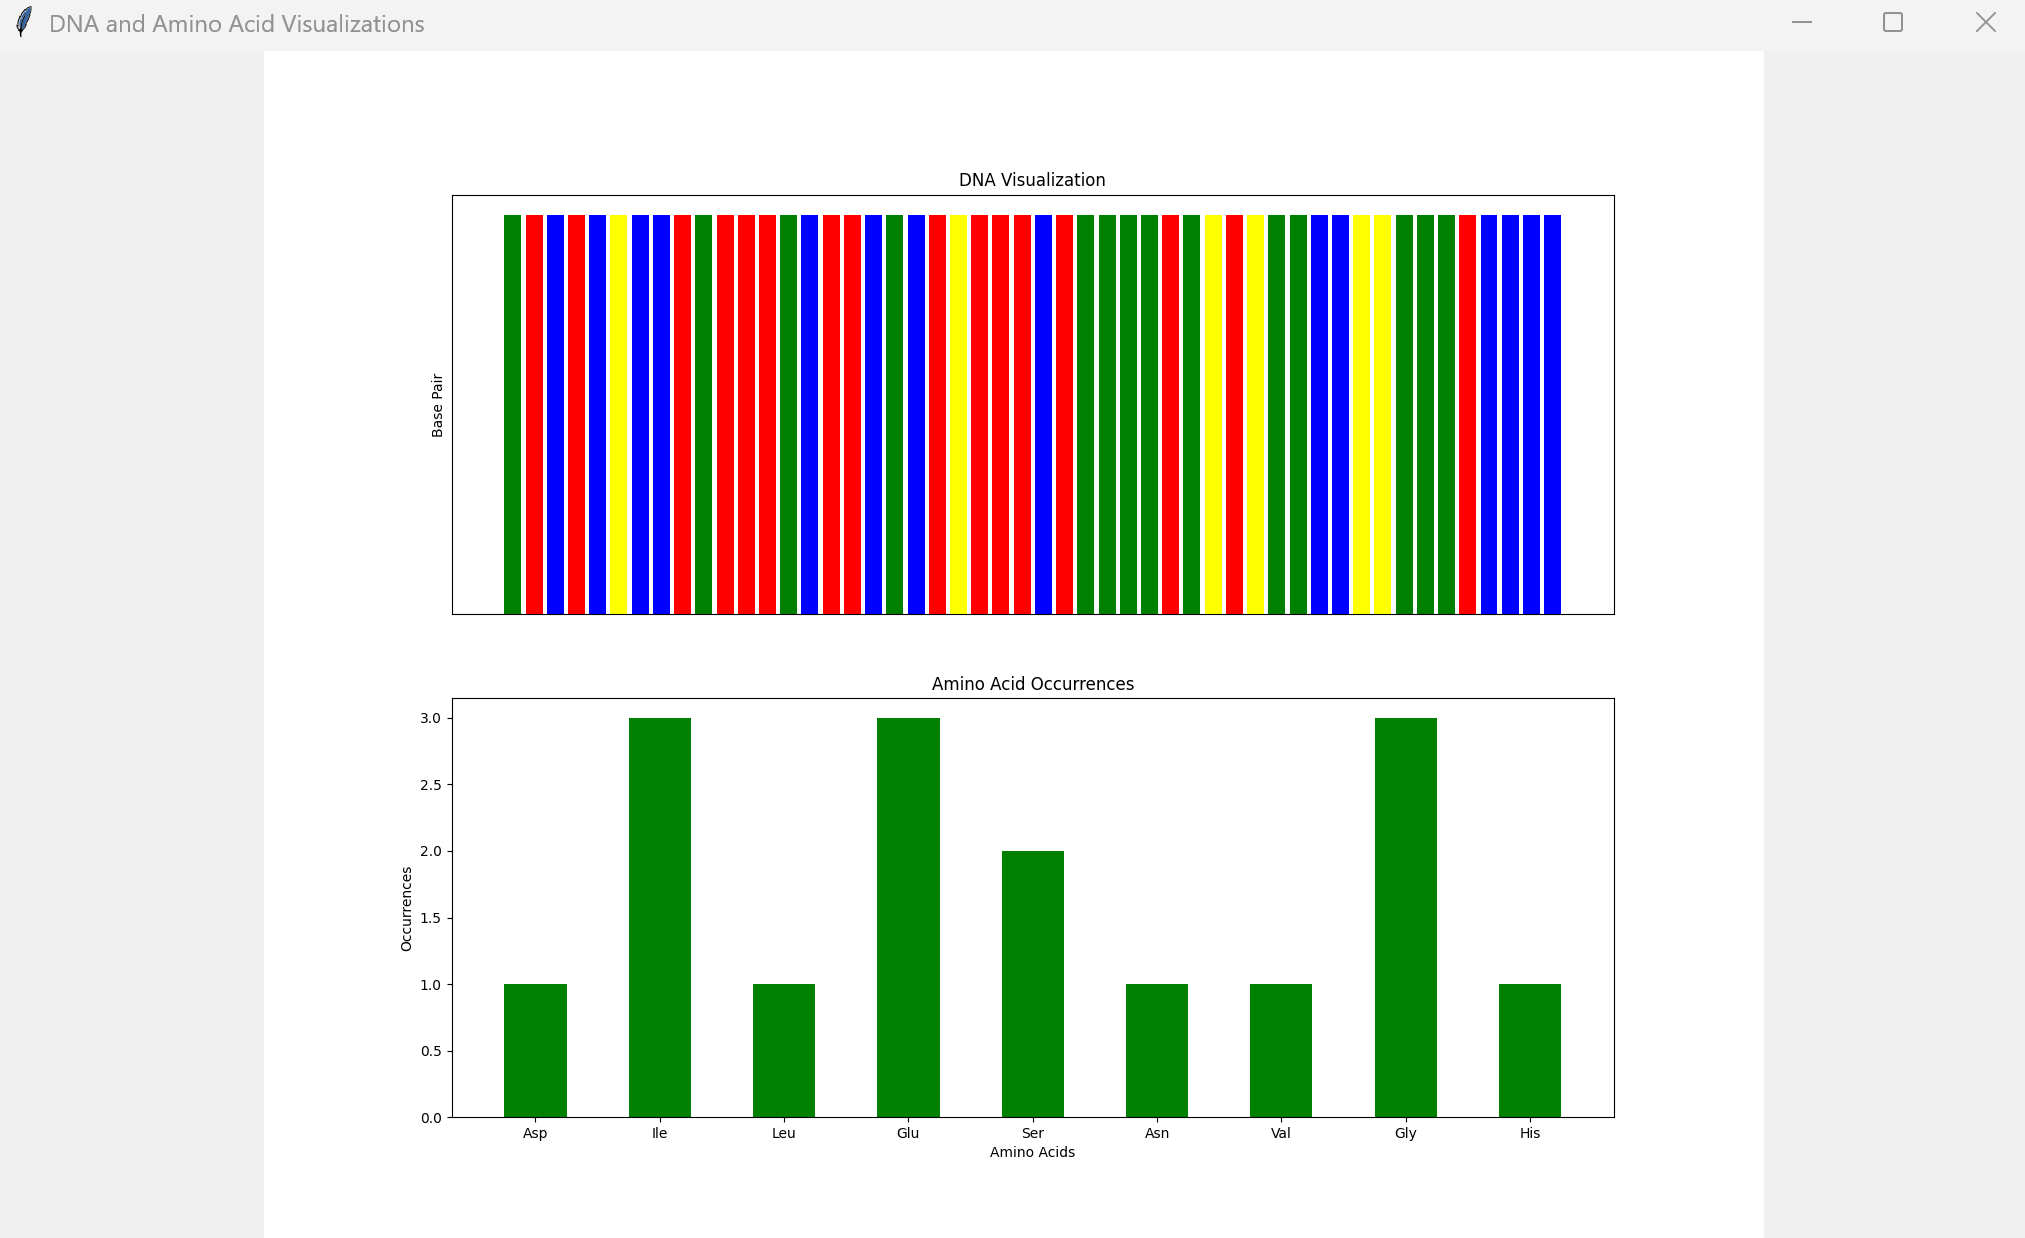 DNA and Amino Acid Visualizations
DNA Visualization
Base Pair
Amino Acid Occurrences
3.0
2.5
2.0
1.5
1.0
0.5
0.0
Occurrences
Asp Ile Leu Glu Ser Asn Val Gly His
Amino Acids